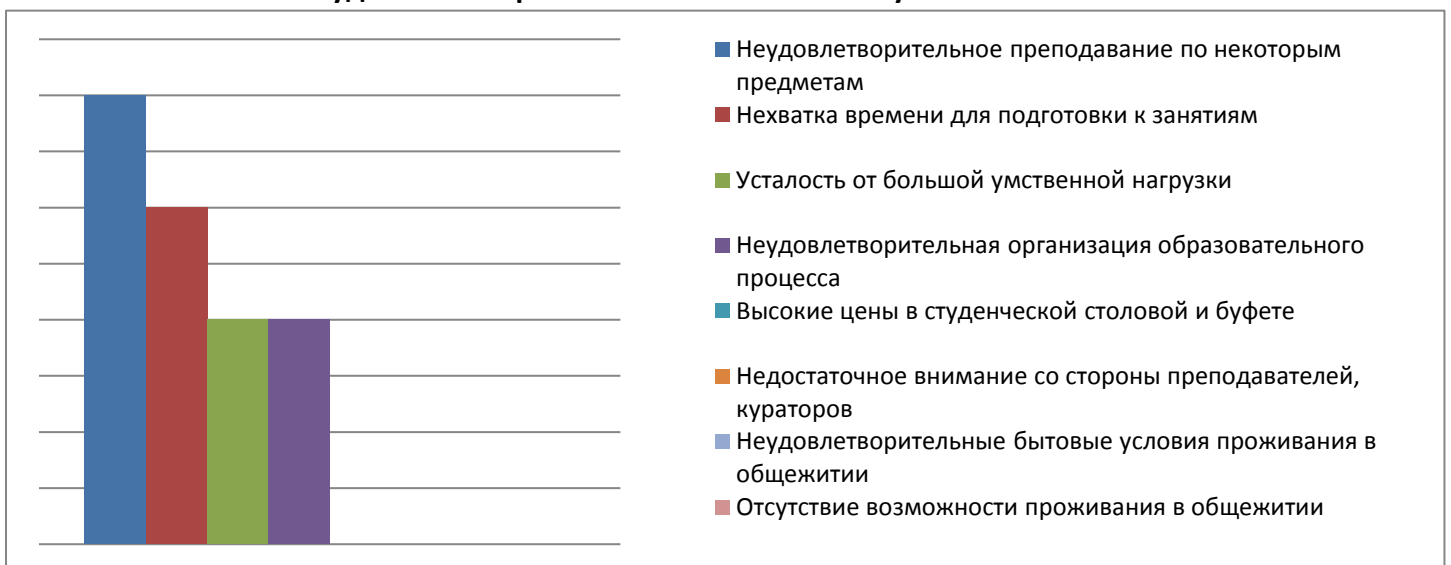 Неудовлетворительное преподавание по некоторым
предметам
Нехватка времени для подготовки к занятиям
Усталость от большой умственной нагрузки
Неудовлетворительная организация образовательного
процесса
Высокие цены в студенческой столовой и буфете
Недостаточное внимание со стороны преподавателей,
кураторов
Неудовлетворительные бытовые условия проживания в
общежитии
Отсутствие возможности проживания в общежитии